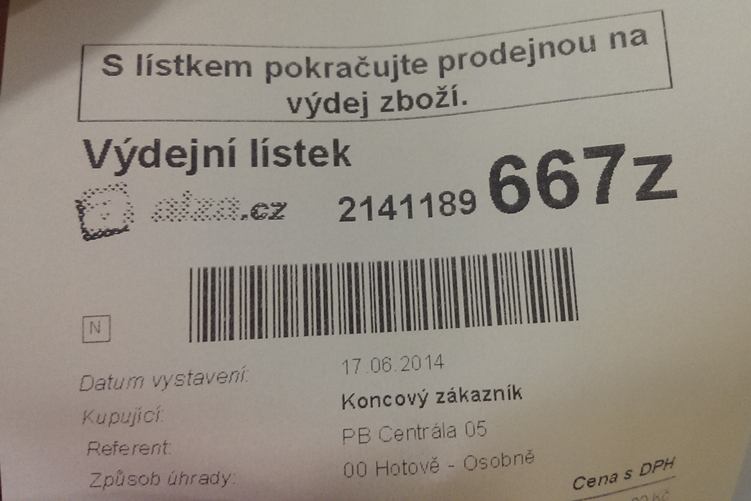 S lístkem pokračujte prodejnou na
výdej zboží.
Výdejní lístek
alza.cz 2141189 667z
N
Datum vystavení: 17.06.2014
Kupující: Koncový zákazník
Referent: PB Centrála 05
Způsob úhrady: 00 Hotově - Osobně
Cena s DPH